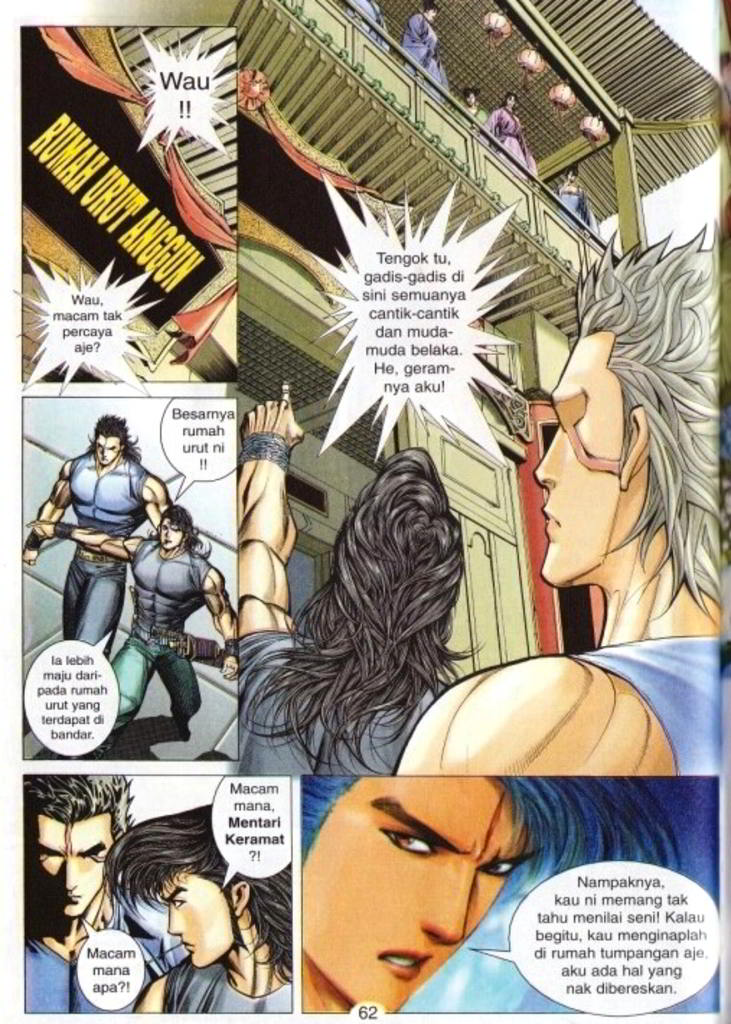 Wau
!!
RUMAH URUT ANGGUN
Wau,
macam tak
percaya
aje?
Tengok tu,
gadis-gadis di
sini semuanya
cantik-cantik
dan muda-
muda belaka.
He, geram-
nya aku!
Besarnya
rumah
urut ni
!!
Ia lebih
maju dari-
pada rumah
urut yang
terdapat di
bandar.
Macam
mana,
Mentari
Keramat
?!
Macam
mana
apa?!
Nampaknya,
kau ni memang tak
tahu menilai seni! Kalau
begitu, kau menginaplah
di rumah tumpangan aje,
aku ada hal yang
nak dibereskan.
62